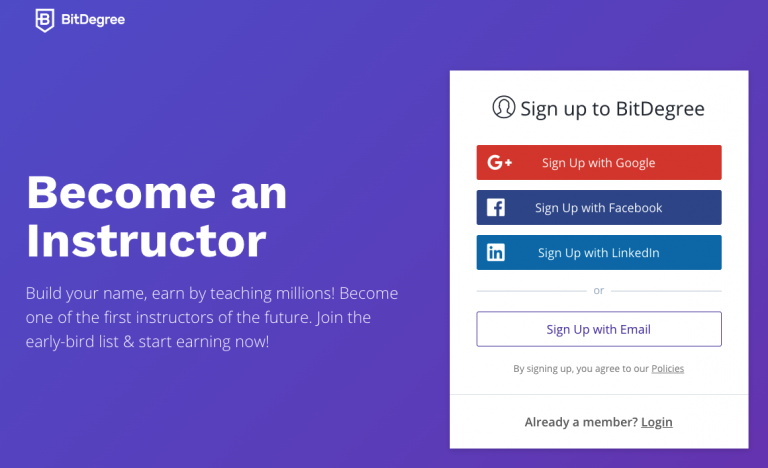 BitDegree
Become an
Instructor
Build your name, earn by teaching millions! Become
one of the first instructors of the future. Join the
early-bird list & start earning now!
Sign up to BitDegree
G+ Sign Up with Google
f Sign Up with Facebook
in Sign Up with LinkedIn
or
Sign Up with Email
By signing up, you agree to our Policies
Already a member? Login